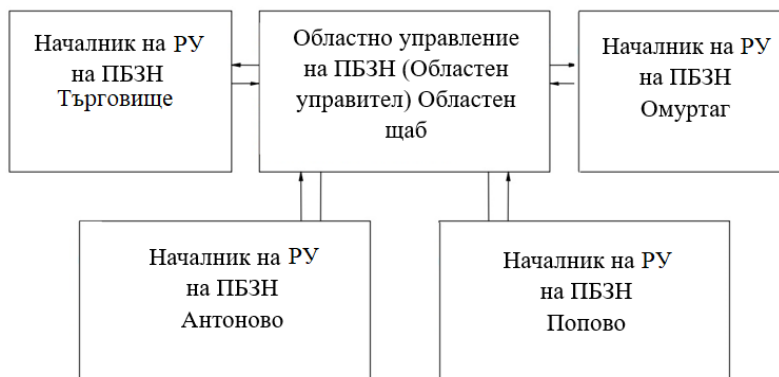 Началник на РУ
на ПБЗН
Търговище
Областно управление
на ПБЗН (Областен
управител) Областен
щаб
Началник на РУ
на ПБЗН
Омуртаг
Началник на РУ
на ПБЗН
Антоново
Началник на РУ
на ПБЗН
Попово